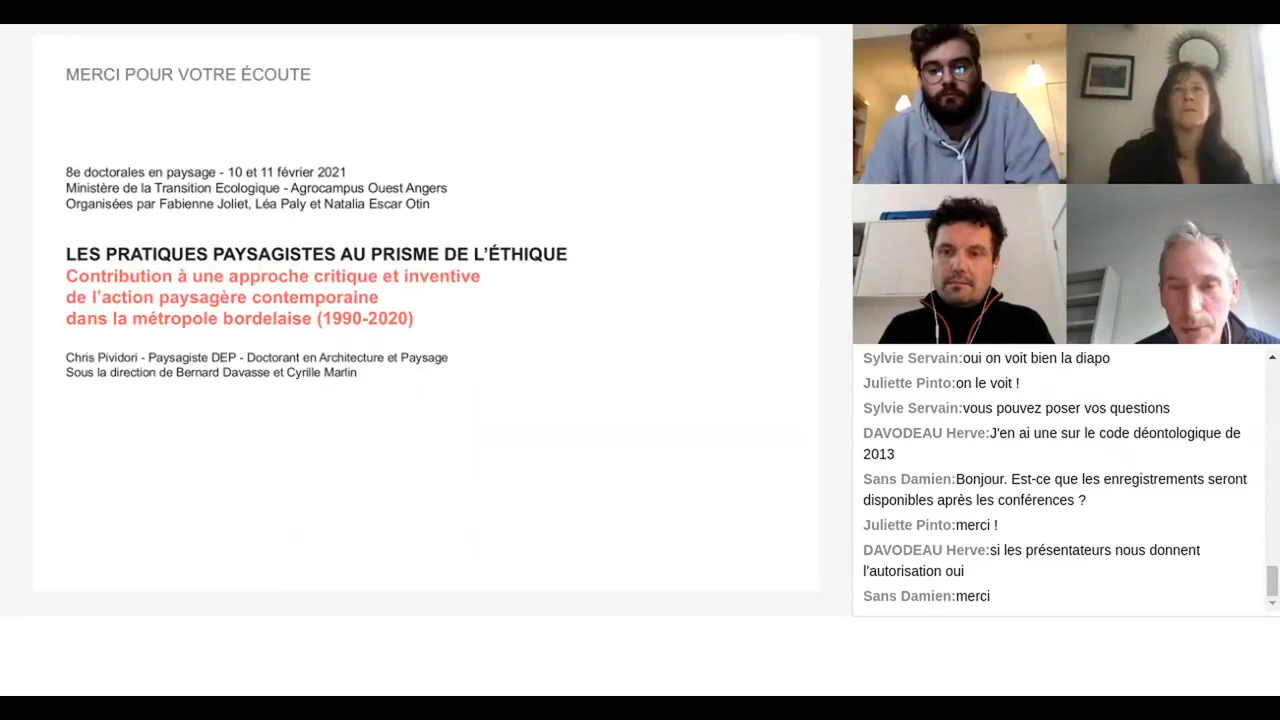 MERCI POUR VOTRE ÉCOUTE
8e doctorales en paysage - 10 et 11 février 2021
Ministère de la Transition Ecologique - Agrocampus Ouest Angers
Organisées par Fabienne Joliet, Léa Paly et Natalia Escar Otin
LES PRATIQUES PAYSAGISTES AU PRISME DE L'ÉTHIQUE
Contribution à une approche critique et inventive
de l'action paysagère contemporaine
dans la métropole bordelaise (1990-2020)
Chris Pividori - Paysagiste DEP - Doctorant en Architecture et Paysage
Sous la direction de Bernard Davasse et Cyrille Marlin
Sylvie Servain:oui on voit bien la diapo
Juliette Pinto:on le voit !
Sylvie Servain:vous pouvez poser vos questions
DAVODEAU Herve:J'en ai une sur le code déontologique de
2013
Sans Damien:Bonjour. Est-ce que les enregistrements seront
disponibles après les conférences ?
Juliette Pinto:merci !
DAVODEAU Herve:si les présentateurs nous donnent
l'autorisation oui
Sans Damien:merci